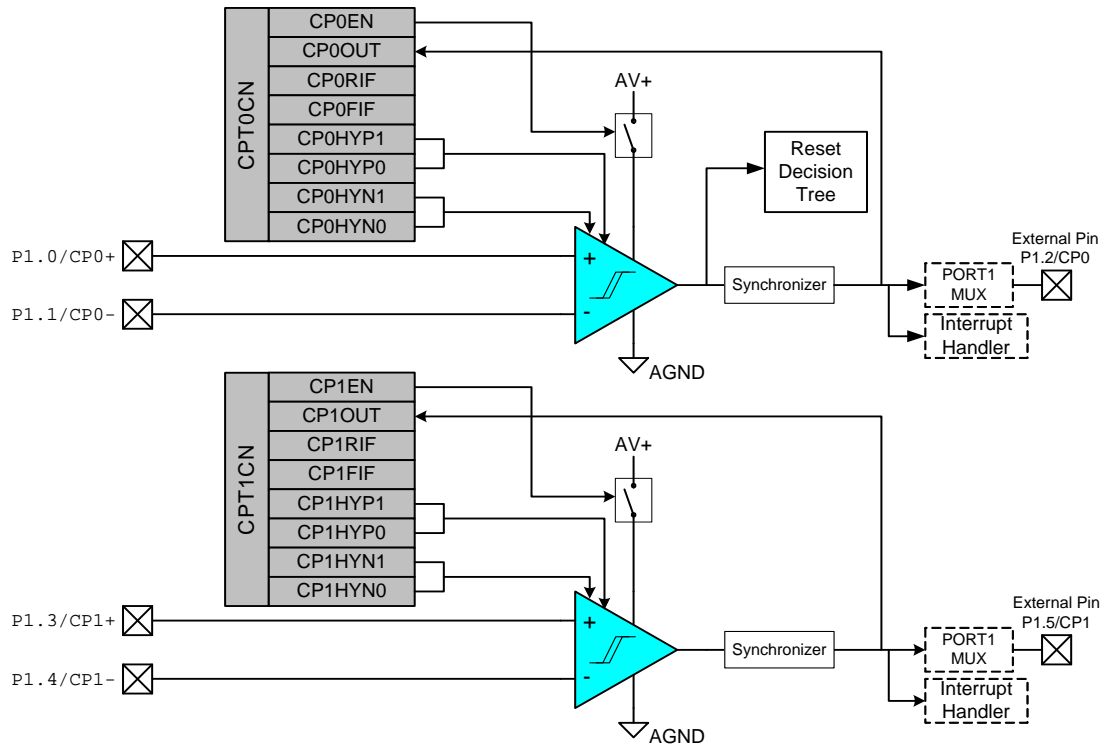 CPT0CN
CP0EN
CP0OUT
CP0RIF
CP0FIF
CP0HYP1
CP0HYP0
CP0HYN1
CP0HYN0
AV+
Reset
Decision
Tree
P1.0/CP0+
P1.1/CP0-
+
-
AGND
Synchronizer
PORT1
MUX
Interrupt
Handler
External Pin
P1.2/CP0
CPT1CN
CP1EN
CP1OUT
CP1RIF
CP1FIF
CP1HYP1
CP1HYP0
CP1HYN1
CP1HYN0
AV+
P1.3/CP1+
P1.4/CP1-
+
-
AGND
Synchronizer
PORT1
MUX
Interrupt
Handler
External Pin
P1.5/CP1